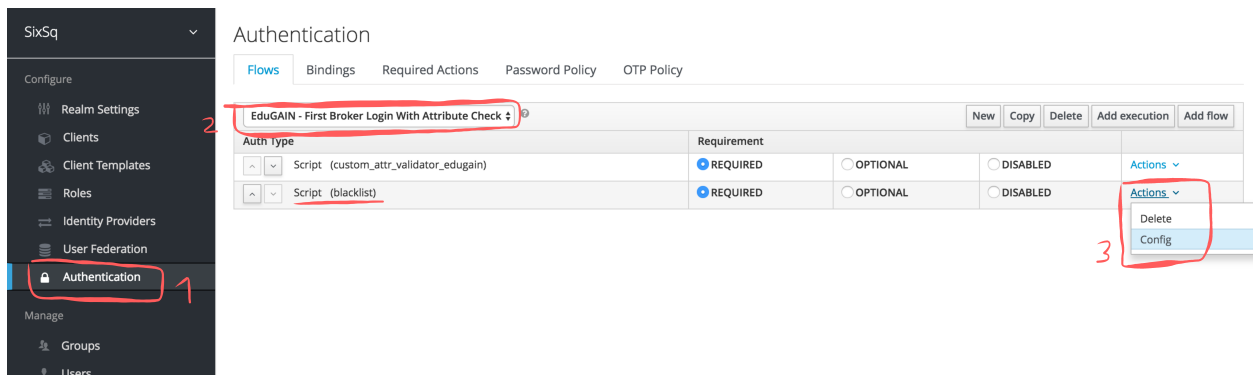 SixSq
Configure
Realm Settings
Clients
Client Templates
Roles
Identity Providers
User Federation
Authentication
1
Manage
Groups
Users
Authentication
Flows Bindings Required Actions Password Policy OTP Policy
2
EduGAIN - First Broker Login With Attribute Check
New Copy Delete Add execution Add flow
Auth Type Requirement
Script (custom_attr_validator_edugain) REQUIRED OPTIONAL DISABLED Actions
Script (blacklist) REQUIRED OPTIONAL DISABLED Actions
Delete
Config
3